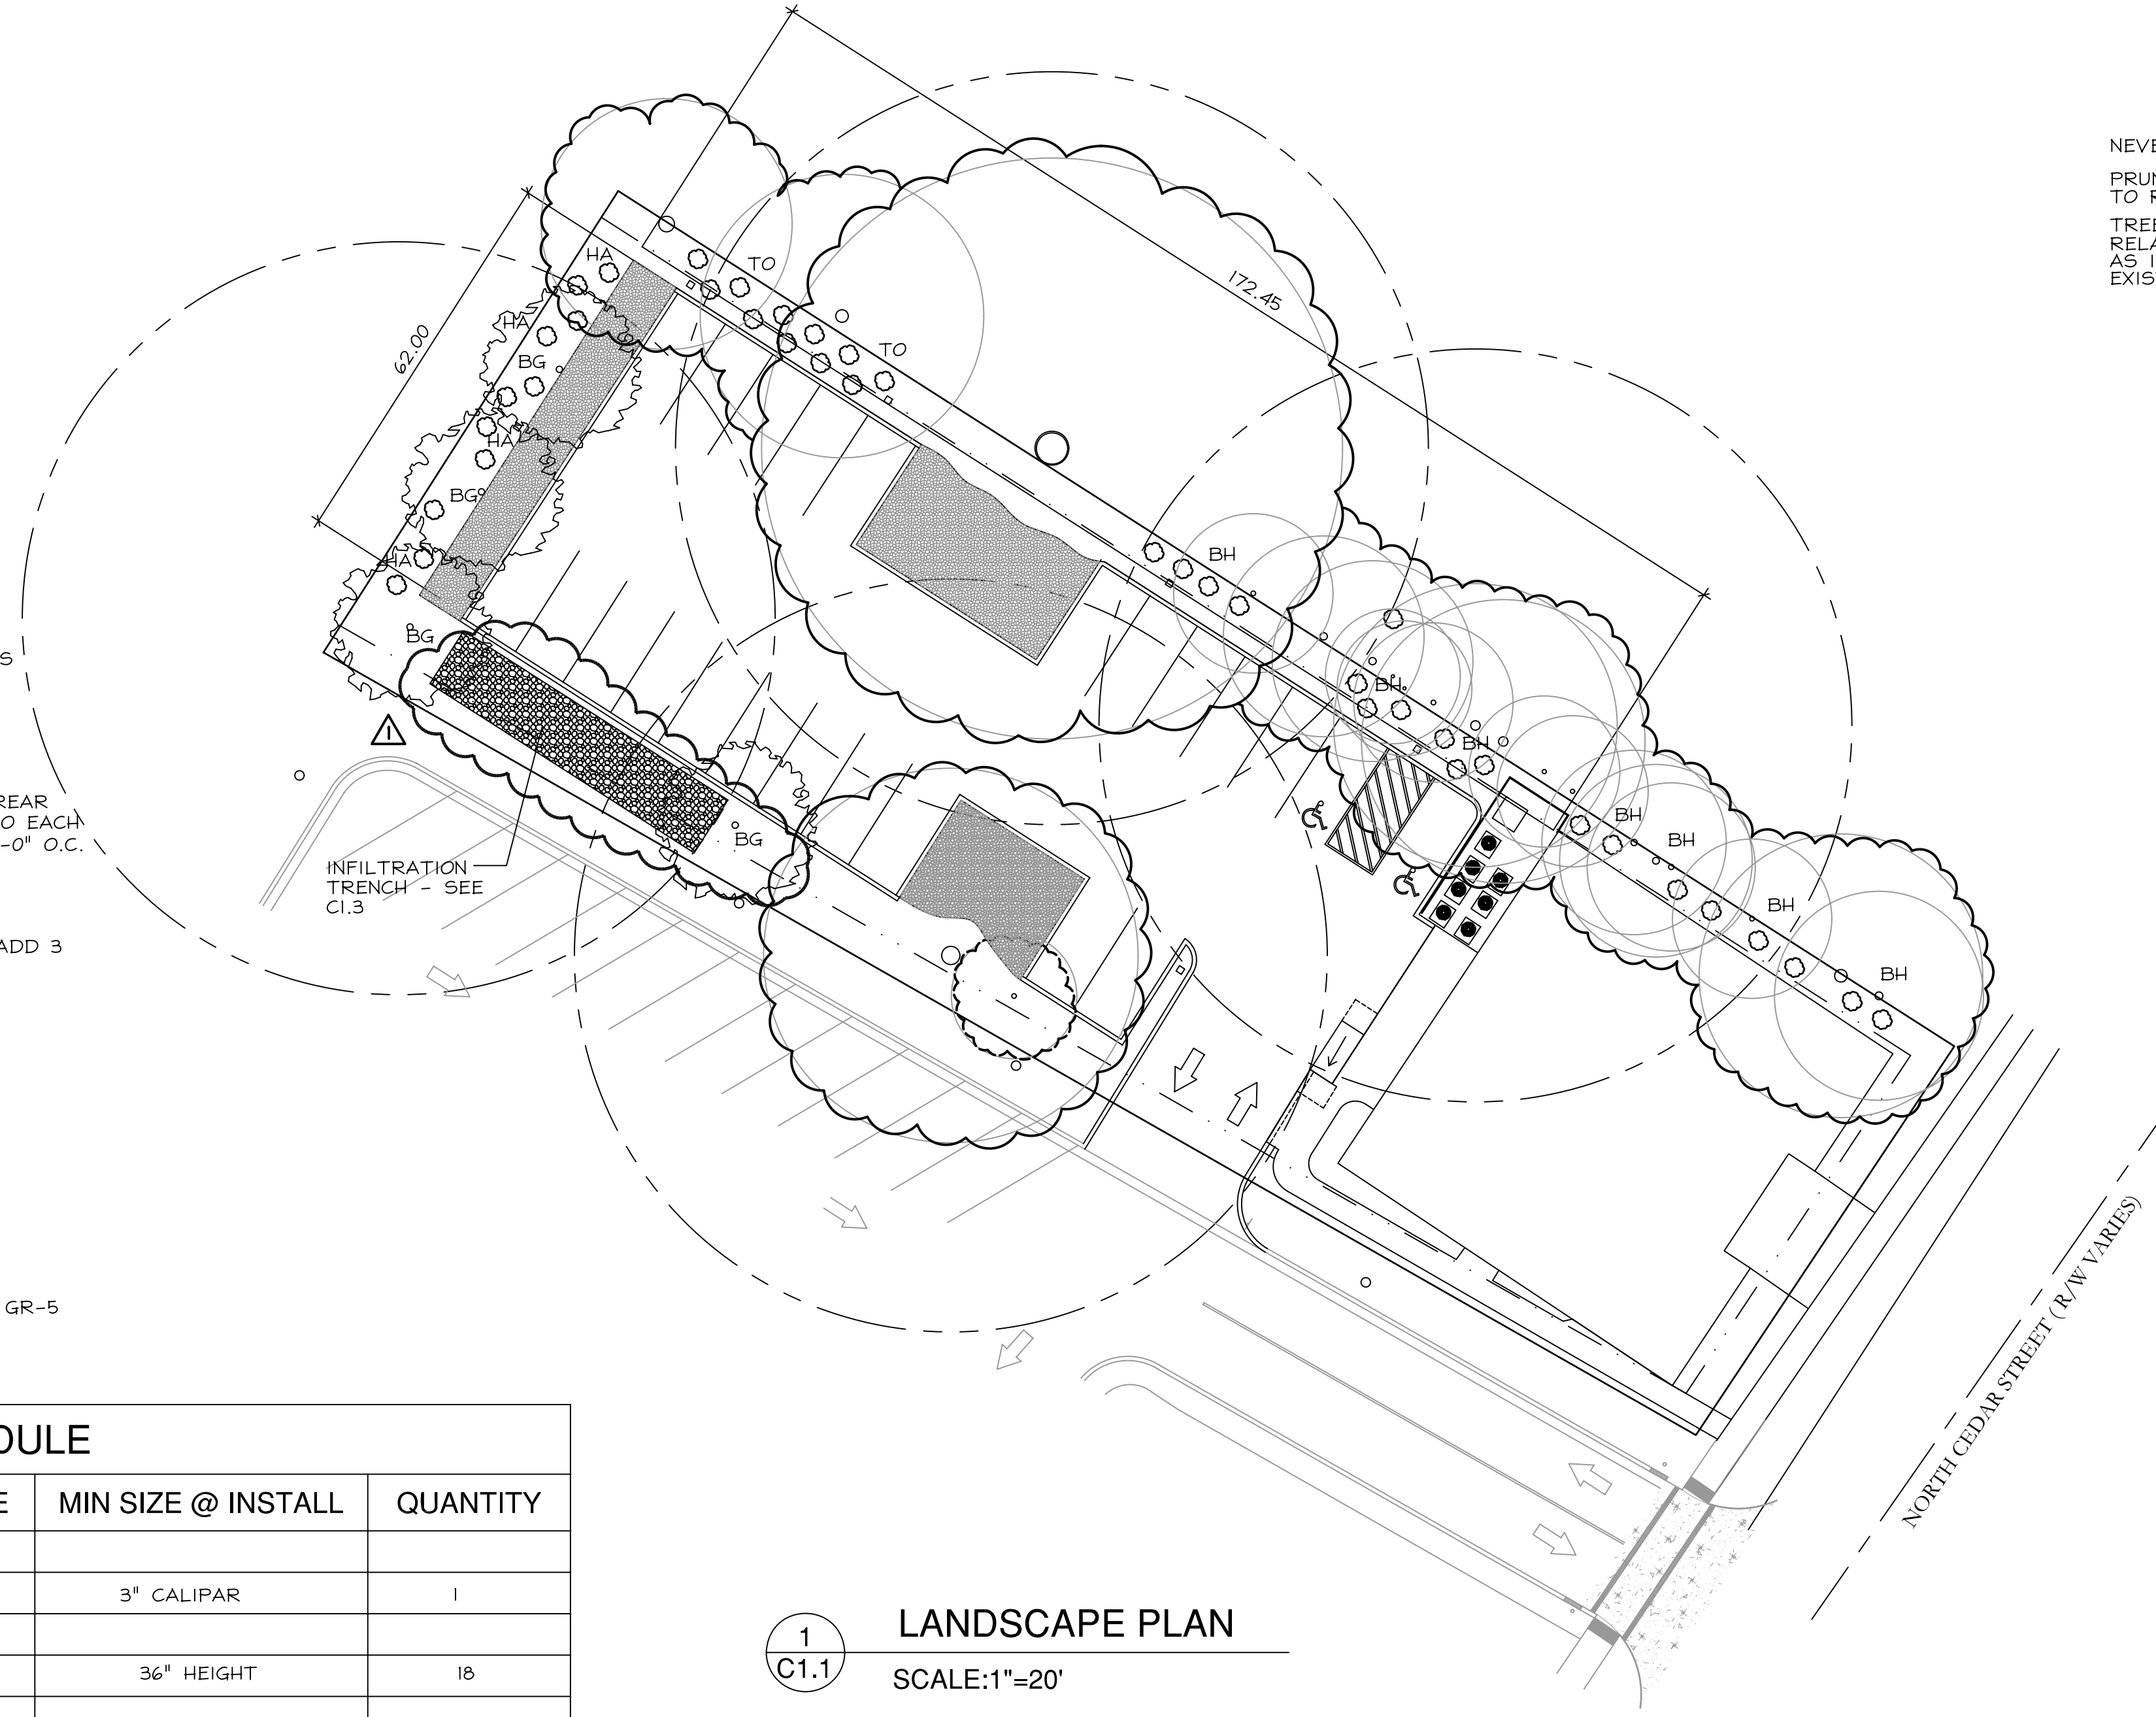 NEVE
PRUN
TO R
TREE
RELA
AS I
EXIS
172.45
62.00
HA
TO
HA
BG
TO
HA
BG
BH
HA
BG
BH
BH
BG
BH
BH
BH
BH
INFILTRATION
TRENCH - SEE
C1.3
S
REAR
O EACH
-0" O.C.
ADD 3
GR-5
NORTH CEDAR STREET ( R/W VARIES)
DULE
E
MIN SIZE @ INSTALL
QUANTITY
3" CALIPAR
1
36" HEIGHT
18
1
C1.1
LANDSCAPE PLAN
SCALE:1"=20'